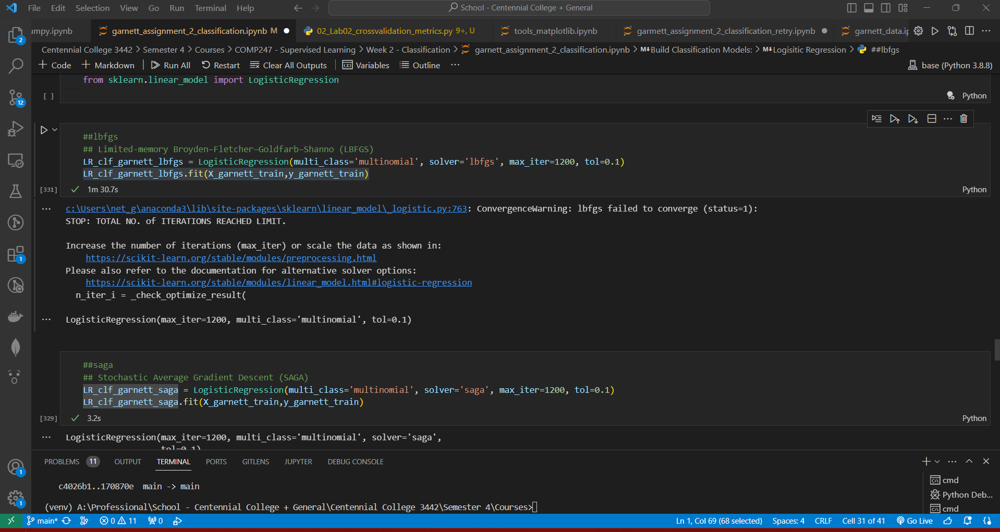 File Edit Selection View Go Run Terminal Help
School - Centennial College + General
umpy.ipynb
garnett_assignment_2_classification.ipynb M
02_Lab02_crossvalidation_metrics.py 9+, U
tools_matplotlib.ipynb
garmett_assignment_2_classification_retry.ipynb
garnett_data.ip
Centennial College 3442 > Semester 4 > Courses > COMP247 - Supervised Learning > Week 2 - Classification > garnett_assignment_2_classification.ipynb > M↓Build Classification Models: > M↓Logisitic Regression > ##lbfgs
+ Code + Markdown | Run All Restart Clear All Outputs | Variables Outline ···
base (Python 3.8.8)
from sklearn.linear_model import LogisticRegression
[ ]
Python
##lbfgs
## Limited-memory Broyden–Fletcher–Goldfarb–Shanno (LBFGS)
LR_clf_garnett_lbfgs = LogisticRegression(multi_class='multinomial', solver='lbfgs', max_iter=1200, tol=0.1)
LR_clf_garnett_lbfgs.fit(X_garnett_train,y_garnett_train)
[331] 1m 30.7s
Python
c:\Users\net_g\anaconda3\lib\site-packages\sklearn\linear_model\_logistic.py:763: ConvergenceWarning: lbfgs failed to converge (status=1):
STOP: TOTAL NO. of ITERATIONS REACHED LIMIT.
Increase the number of iterations (max_iter) or scale the data as shown in:
https://scikit-learn.org/stable/modules/preprocessing.html
Please also refer to the documentation for alternative solver options:
https://scikit-learn.org/stable/modules/linear_model.html#logistic-regression
n_iter_i = _check_optimize_result(
LogisticRegression(max_iter=1200, multi_class='multinomial', tol=0.1)
##saga
## Stochastic Average Gradient Descent (SAGA)
LR_clf_garnett_saga = LogisticRegression(multi_class='multinomial', solver='saga', max_iter=1200, tol=0.1)
LR_clf_garnett_saga.fit(X_garnett_train,y_garnett_train)
[329] 3.2s
Python
LogisticRegression(max_iter=1200, multi_class='multinomial', solver='saga',
tol=0.1)
2
12
1
1
1
PROBLEMS 11 OUTPUT TERMINAL PORTS GITLENS JUPYTER DEBUG CONSOLE
c4026b1..170870e main -> main
(venv) A:\Professional\School - Centennial College + General\Centennial College 3442\Semester 4\Courses>
cmd
Python Deb...
cmd
main* 0 11 0
Ln 1, Col 69 (68 selected) Spaces: 4 CRLF Cell 31 of 41 Go Live